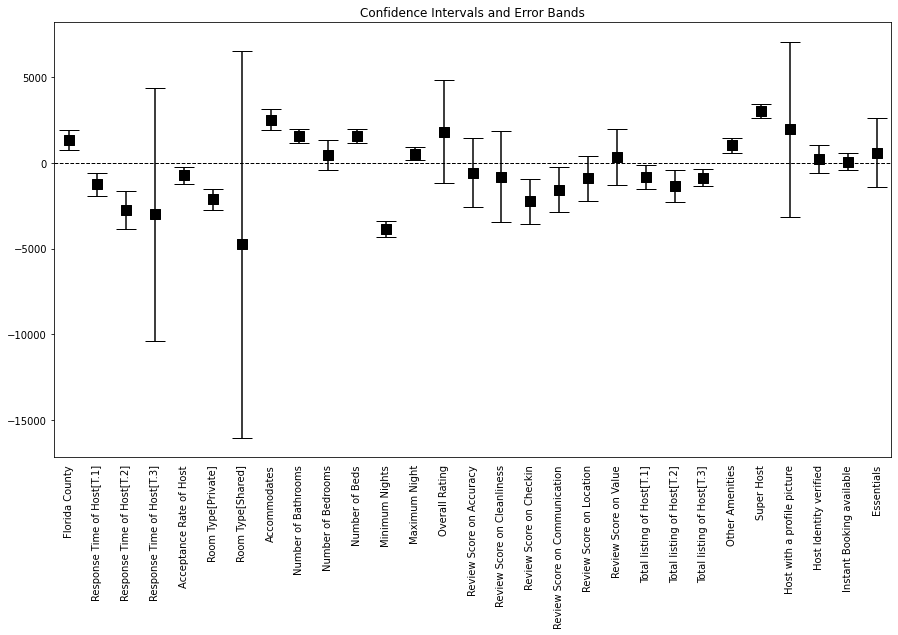 Confidence Intervals and Error Bands
5000
0
−5000
−10000
−15000
Florida County
Response Time of Host[T.1]
Response Time of Host[T.2]
Response Time of Host[T.3]
Acceptance Rate of Host
Room Type[Private]
Room Type[Shared]
Accommodates
Number of Bathrooms
Number of Bedrooms
Number of Beds
Minimum Nights
Maximum Night
Overall Rating
Review Score on Accuracy
Review Score on Cleanliness
Review Score on Checkin
Review Score on Communication
Review Score on Location
Review Score on Value
Total listing of Host[T.1]
Total listing of Host[T.2]
Total listing of Host[T.3]
Other Amenities
Super Host
Host with a profile picture
Host Identity verified
Instant Booking available
Essentials